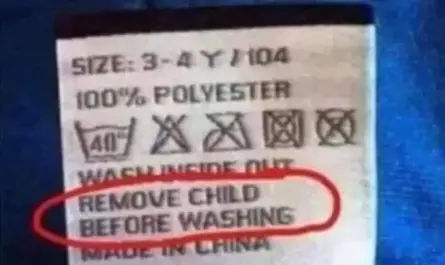 SIZE: 3-4 Y / 104
100% POLYESTER
40°
WASH INSIDE OUT
REMOVE CHILD
BEFORE WASHING
MADE IN CHINA